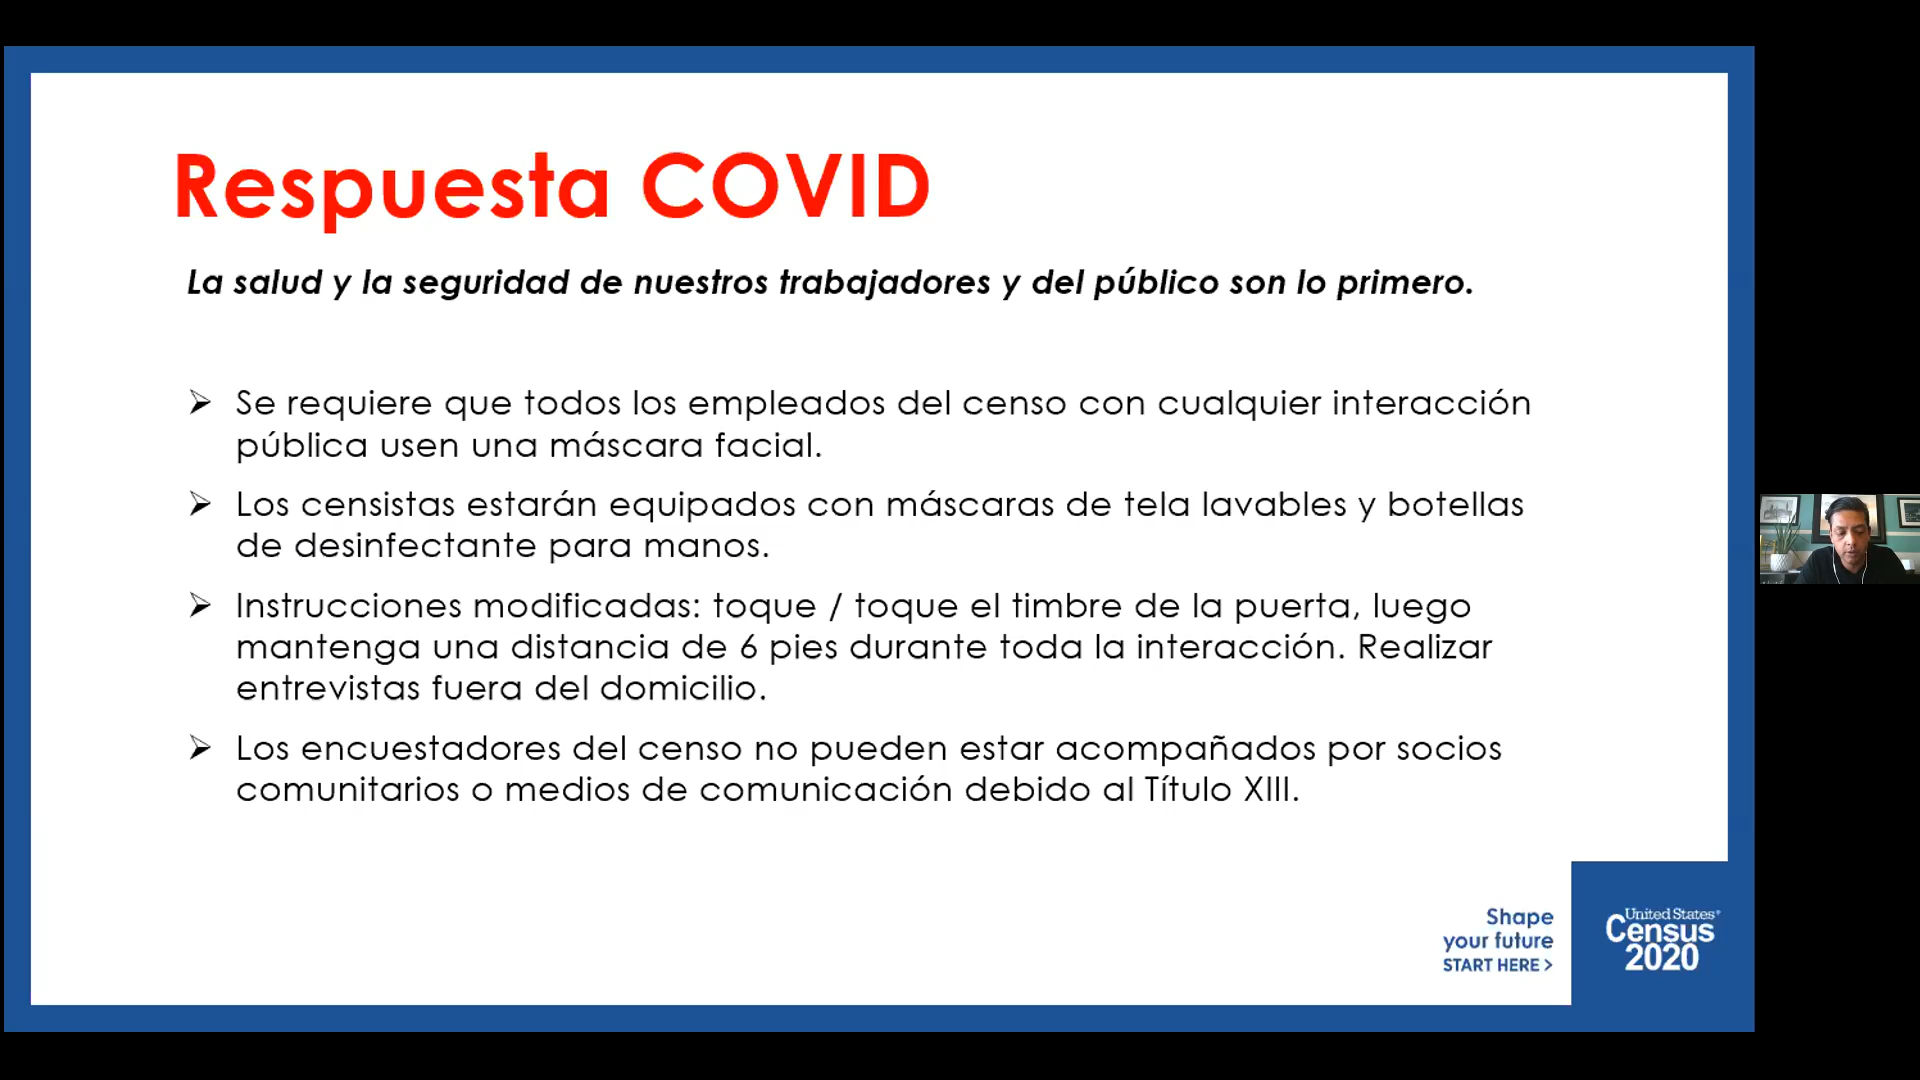 Respuesta COVID
La salud y la seguridad de nuestros trabajadores y del público son lo primero.
➢ Se requiere que todos los empleados del censo con cualquier interacción
pública usen una máscara facial.
➢ Los censistas estarán equipados con máscaras de tela lavables y botellas
de desinfectante para manos.
➢ Instrucciones modificadas: toque / toque el timbre de la puerta, luego
mantenga una distancia de 6 pies durante toda la interacción. Realizar
entrevistas fuera del domicilio.
➢ Los encuestadores del censo no pueden estar acompañados por socios
comunitarios o medios de comunicación debido al Título XIII.
Shape
your future
START HERE >
United States®
Census
2020